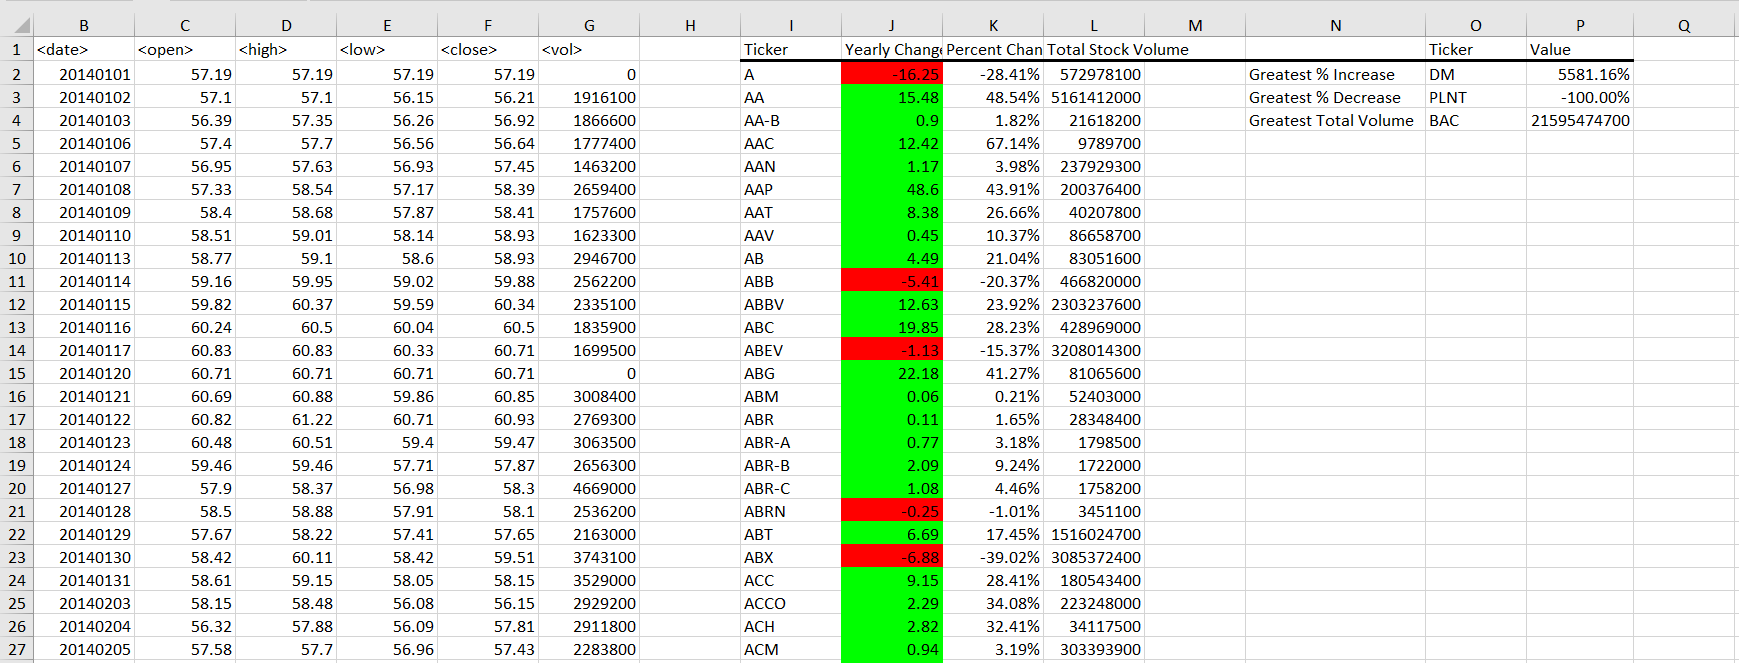 B C D E F G H I J K L M N O P Q
1 <date> <open> <high> <low> <close> <vol> Ticker Yearly Change Percent Chan Total Stock Volume Ticker Value
2 20140101 57.19 57.19 57.19 57.19 0 A -16.25 -28.41% 572978100 Greatest % Increase DM 5581.16%
3 20140102 57.1 57.1 56.15 56.21 1916100 AA 15.48 48.54% 5161412000 Greatest % Decrease PLNT -100.00%
4 20140103 56.39 57.35 56.26 56.92 1866600 AA-B 0.9 1.82% 21618200 Greatest Total Volume BAC 21595474700
5 20140106 57.4 57.7 56.56 56.64 1777400 AAC 12.42 67.14% 9789700
6 20140107 56.95 57.63 56.93 57.45 1463200 AAN 1.17 3.98% 237929300
7 20140108 57.33 58.54 57.17 58.39 2659400 AAP 48.6 43.91% 200376400
8 20140109 58.4 58.68 57.87 58.41 1757600 AAT 8.38 26.66% 40207800
9 20140110 58.51 59.01 58.14 58.93 1623300 AAV 0.45 10.37% 86658700
10 20140113 58.77 59.1 58.6 58.93 2946700 AB 4.49 21.04% 83051600
11 20140114 59.16 59.95 59.02 59.88 2562200 ABB -5.41 -20.37% 466820000
12 20140115 59.82 60.37 59.59 60.34 2335100 ABBV 12.63 23.92% 2303237600
13 20140116 60.24 60.5 60.04 60.5 1835900 ABC 19.85 28.23% 428969000
14 20140117 60.83 60.83 60.33 60.71 1699500 ABEV -1.13 -15.37% 3208014300
15 20140120 60.71 60.71 60.71 60.71 0 ABG 22.18 41.27% 81065600
16 20140121 60.69 60.88 59.86 60.85 3008400 ABM 0.06 0.21% 52403000
17 20140122 60.82 61.22 60.71 60.93 2769300 ABR 0.11 1.65% 28348400
18 20140123 60.48 60.51 59.4 59.47 3063500 ABR-A 0.77 3.18% 1798500
19 20140124 59.46 59.46 57.71 57.87 2656300 ABR-B 2.09 9.24% 1722000
20 20140127 57.9 58.37 56.98 58.3 4669000 ABR-C 1.08 4.46% 1758200
21 20140128 58.5 58.88 57.91 58.1 2536200 ABRN -0.25 -1.01% 3451100
22 20140129 57.67 58.22 57.41 57.65 2163000 ABT 6.69 17.45% 1516024700
23 20140130 58.42 60.11 58.42 59.51 3743100 ABX -6.88 -39.02% 3085372400
24 20140131 58.61 59.15 58.05 58.15 3529000 ACC 9.15 28.41% 180543400
25 20140203 58.15 58.48 56.08 56.15 2929200 ACCO 2.29 34.08% 223248000
26 20140204 56.32 57.88 56.09 57.81 2911800 ACH 2.82 32.41% 34117500
27 20140205 57.58 57.7 56.96 57.43 2283800 ACM 0.94 3.19% 303393900